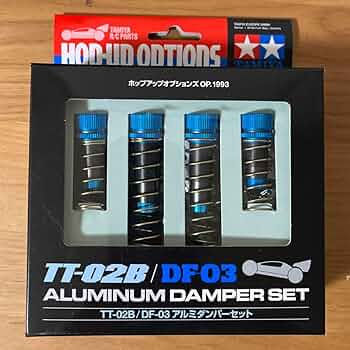 TAMIYA
R/C PARTS
HOP-UP OPTIONS
TAMIYA
ホップアップオプションズ OP.1993
TT-02B/DF03
ALUMINUM DAMPER SET
TT-02B/DF-03 アルミダンパーセット